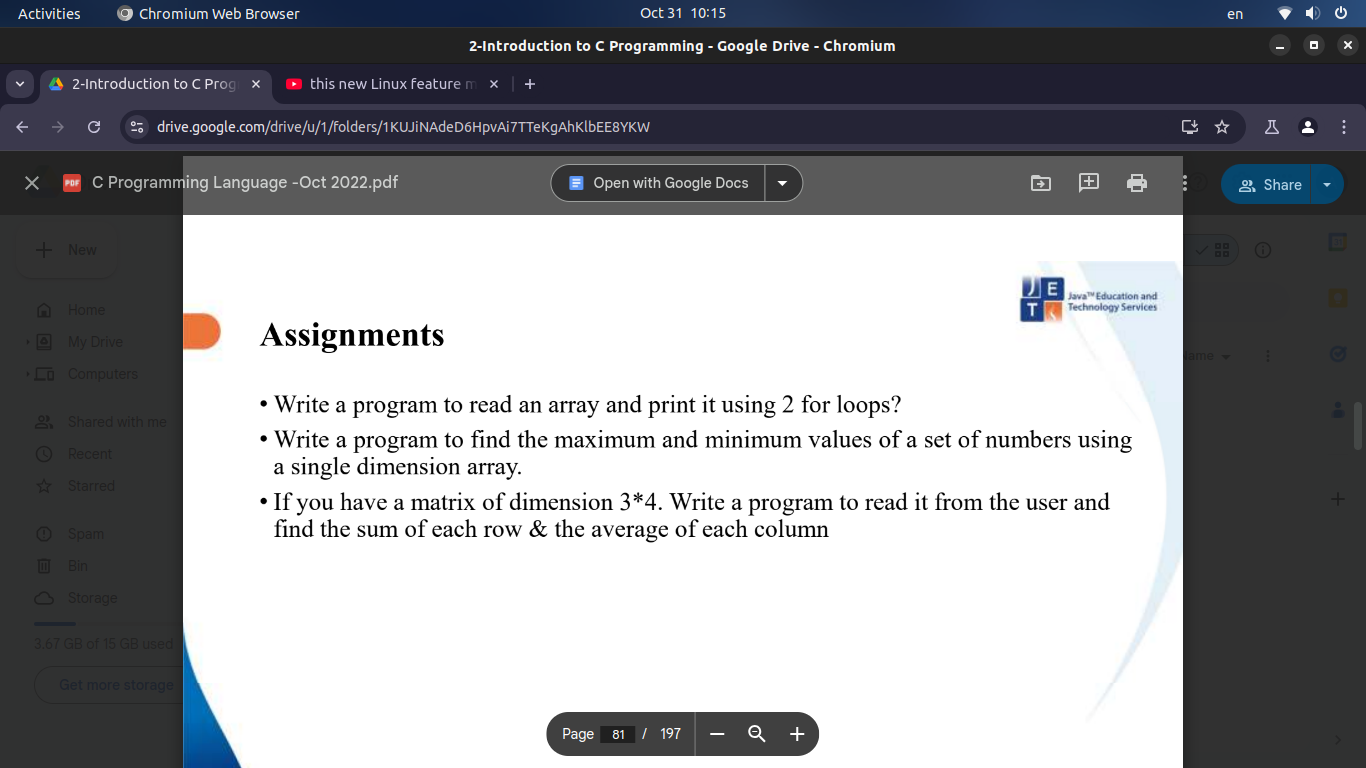 Activities
Chromium Web Browser
Oct 31 10:15
en
2-Introduction to C Programming - Google Drive - Chromium
2-Introduction to C Prog
this new Linux feature m
drive.google.com/drive/u/1/folders/1KUJiNAdeD6HpvAi7TTeKgAhKlbEE8YKW
PDF
C Programming Language -Oct 2022.pdf
Open with Google Docs
Share
New
Home
My Drive
Computers
Shared with me
Recent
Starred
Spam
Bin
Storage
3.67 GB of 15 GB used
Get more storage
JET
Java™ Education and
Technology Services
Assignments
• Write a program to read an array and print it using 2 for loops?
• Write a program to find the maximum and minimum values of a set of numbers using
a single dimension array.
• If you have a matrix of dimension 3*4. Write a program to read it from the user and
find the sum of each row & the average of each column
ame
Page 81 / 197